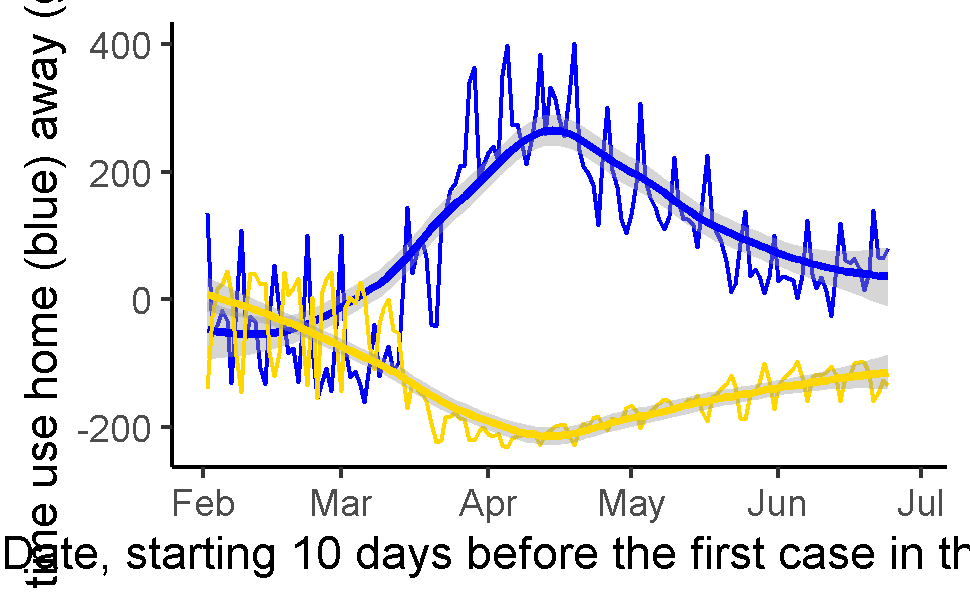 time use home (blue) away (
400
200
0
-200
Feb Mar Apr May Jun Jul
Date, starting 10 days before the first case in th